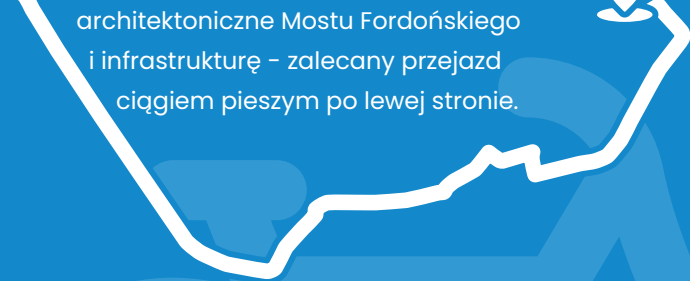 architektoniczne Mostu Fordońskiego
i infrastrukturę - zalecany przejazd
ciągiem pieszym po lewej stronie.